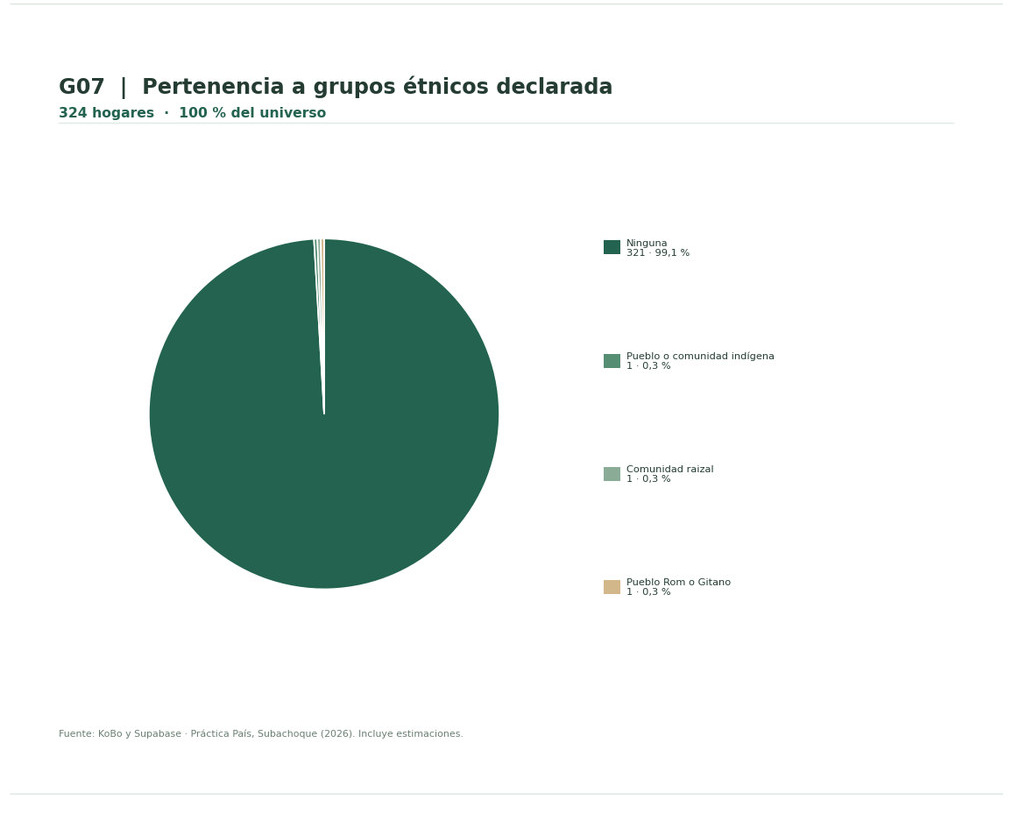 G07 | Pertenencia a grupos étnicos declarada
324 hogares · 100 % del universo
Ninguna
321 · 99,1 %
Pueblo o comunidad indígena
1 · 0,3 %
Comunidad raizal
1 · 0,3 %
Pueblo Rom o Gitano
1 · 0,3 %
Fuente: KoBo y Supabase · Práctica País, Subachoque (2026). Incluye estimaciones.